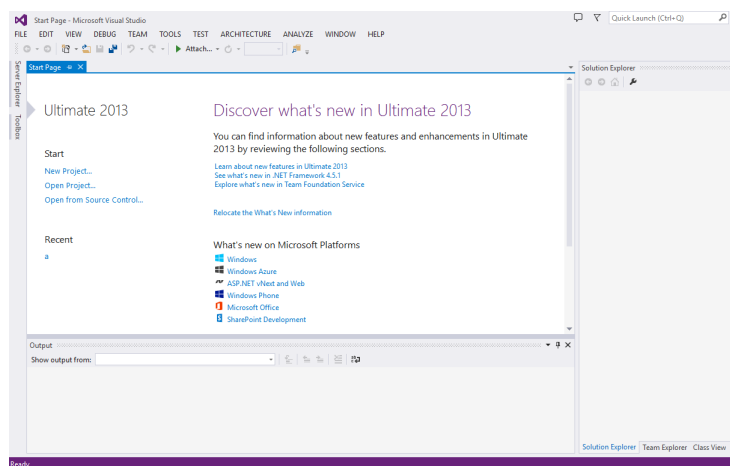 Start Page - Microsoft Visual Studio
Quick Launch (Ctrl+Q)
FILE EDIT VIEW DEBUG TEAM TOOLS TEST ARCHITECTURE ANALYZE WINDOW HELP
Attach...
Server Explorer
Toolbox
Start Page
Ultimate 2013
Start
New Project...
Open Project...
Open from Source Control...
Recent
a
Discover what's new in Ultimate 2013
You can find information about new features and enhancements in Ultimate
2013 by reviewing the following sections.
Learn about new features in Ultimate 2013
See what's new in .NET Framework 4.5.1
Explore what's new in Team Foundation Service
Relocate the What's New information
What's new on Microsoft Platforms
Windows
Windows Azure
ASP.NET vNext and Web
Windows Phone
Microsoft Office
SharePoint Development
Solution Explorer
Output
Show output from:
Solution Explorer Team Explorer Class View
Ready